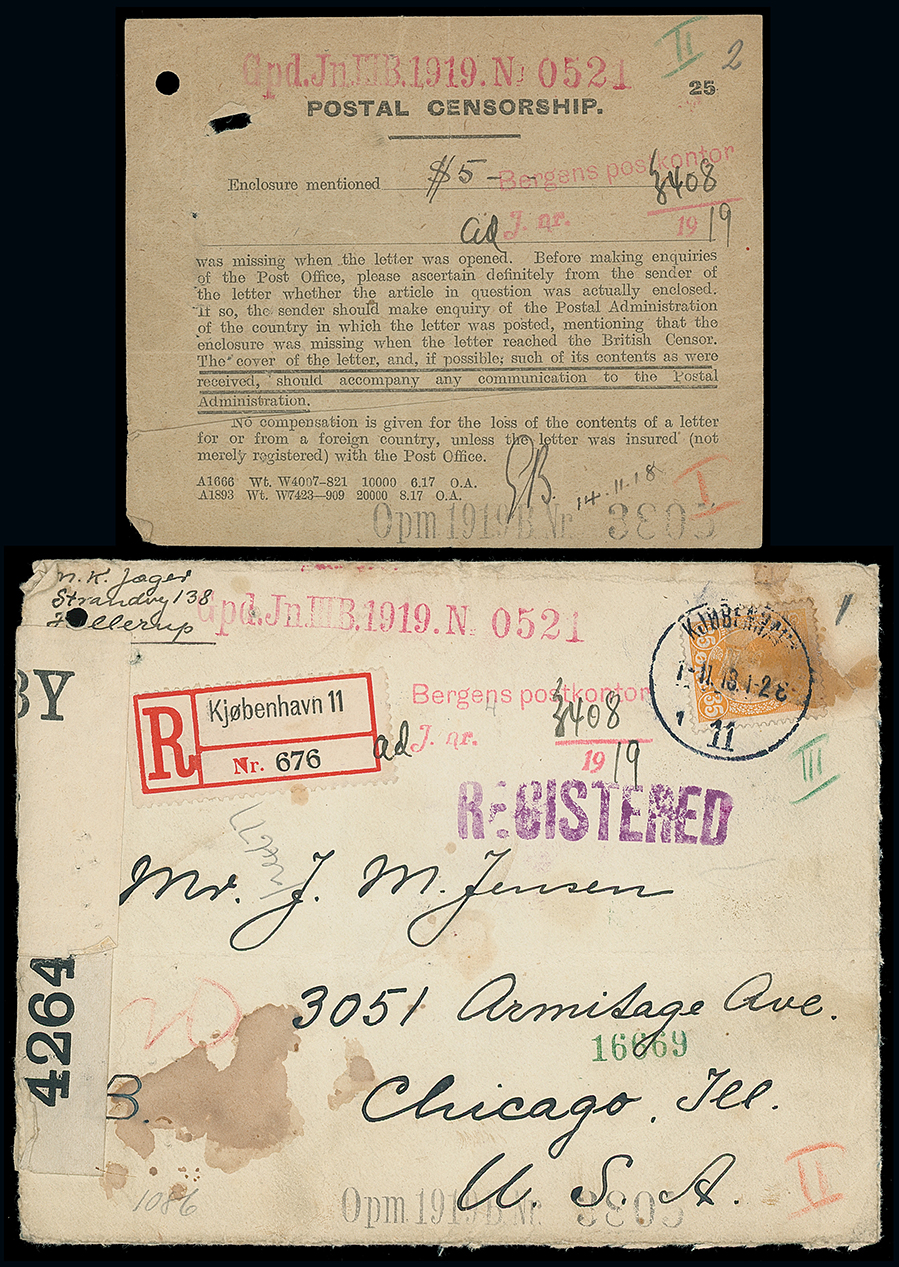 Gpd.Jn.IIIB.1919.N. 0521
II 2
25
POSTAL CENSORSHIP.
Enclosure mentioned $5 -
Bergens postkontor
ad J. nr. 3408
1919
was missing when the letter was opened. Before making enquiries
of the Post Office, please ascertain definitely from the sender of
the letter whether the article in question was actually enclosed.
If so, the sender should make enquiry of the Postal Administration
of the country in which the letter was posted, mentioning that the
enclosure was missing when the letter reached the British Censor.
The cover of the letter, and, if possible, such of its contents as were
received, should accompany any communication to the Postal
Administration.
No compensation is given for the loss of the contents of a letter
for or from a foreign country, unless the letter was insured (not
merely registered) with the Post Office.
A1666 Wt. W4007-821 10000 6.17 O.A.
A1893 Wt. W7423-909 20000 8.17 O.A.
14.11.18
I
Opm 1919 B Nr.
N. K. Jager
Strandvej 138
Hellerup
Gpd.Jn.IIIB.1919.N. 0521
1
BY
R
Kjøbenhavn 11
Nr. 676
Bergens postkontor
ad J. nr. 3408
1919
KJØBENHAVN
11
35
III
REGISTERED
Mr. J. M. Jensen
3051 Armitage Ave.
16669
Chicago, Ill.
U. S. A.
4264
B.
1086
II
Opm 1919 B Nr.